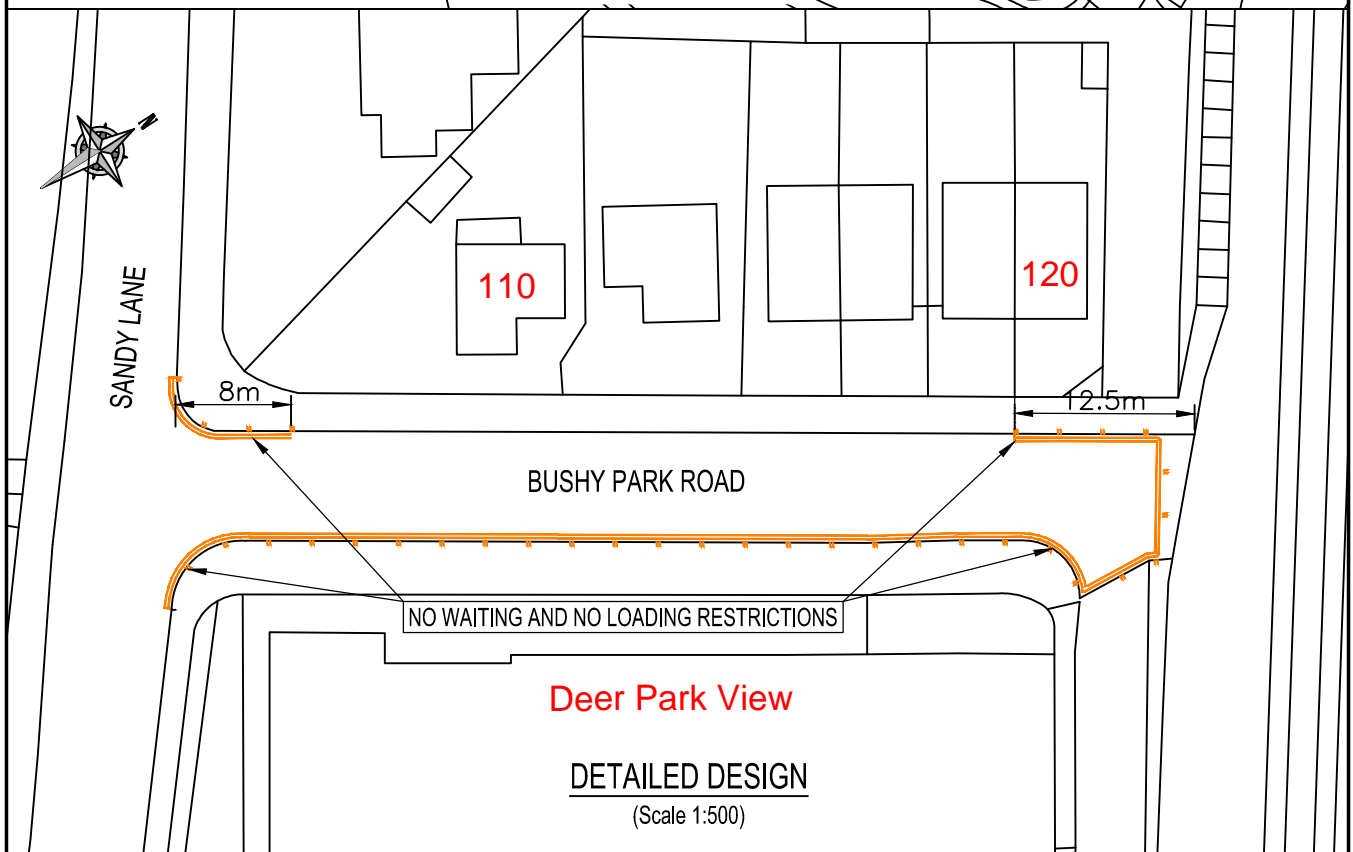 N
SANDY LANE
110
120
8m
12.5m
BUSHY PARK ROAD
NO WAITING AND NO LOADING RESTRICTIONS
Deer Park View
DETAILED DESIGN
(Scale 1:500)